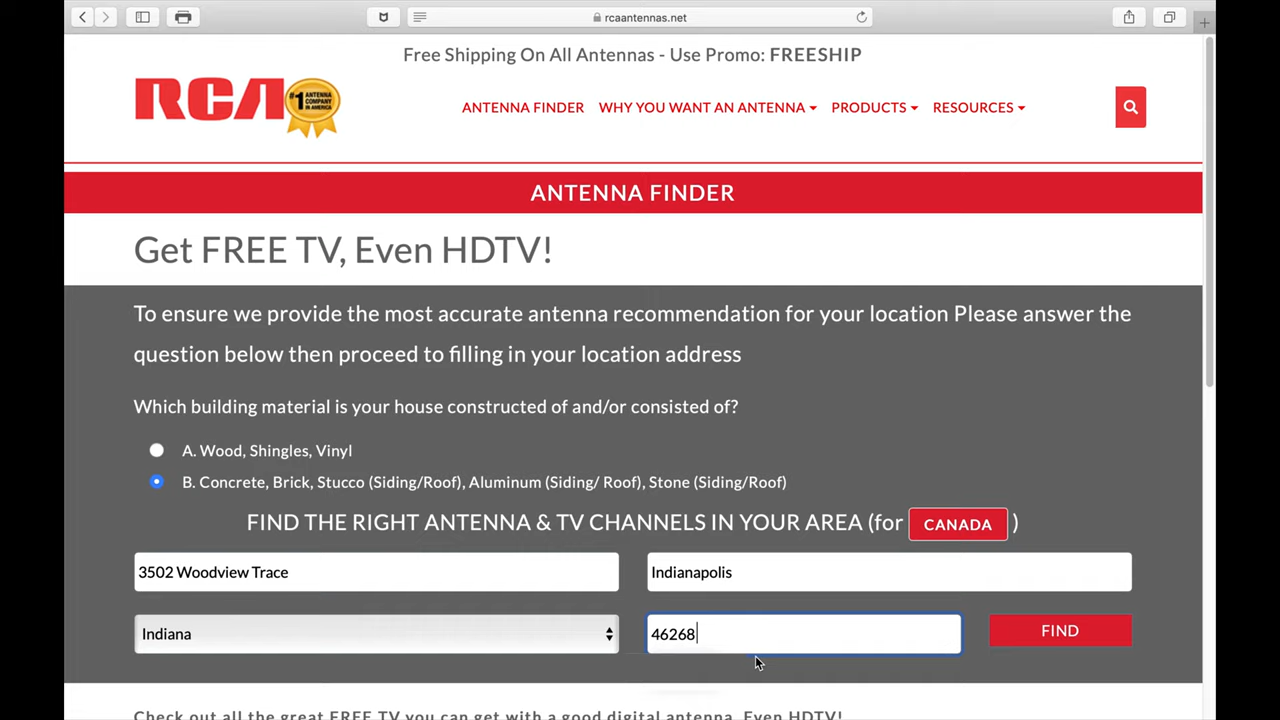 rcaantennas.net
Free Shipping On All Antennas - Use Promo: FREESHIP
RCA #1 ANTENNA COMPANY IN AMERICA
ANTENNA FINDER WHY YOU WANT AN ANTENNA PRODUCTS RESOURCES
ANTENNA FINDER
Get FREE TV, Even HDTV!
To ensure we provide the most accurate antenna recommendation for your location Please answer the
question below then proceed to filling in your location address
Which building material is your house constructed of and/or consisted of?
A. Wood, Shingles, Vinyl
B. Concrete, Brick, Stucco (Siding/Roof), Aluminum (Siding/ Roof), Stone (Siding/Roof)
FIND THE RIGHT ANTENNA & TV CHANNELS IN YOUR AREA (for CANADA )
3502 Woodview Trace Indianapolis
Indiana 46268 FIND
Check out all the great FREE TV you can get with a good digital antenna. Even HDTV!